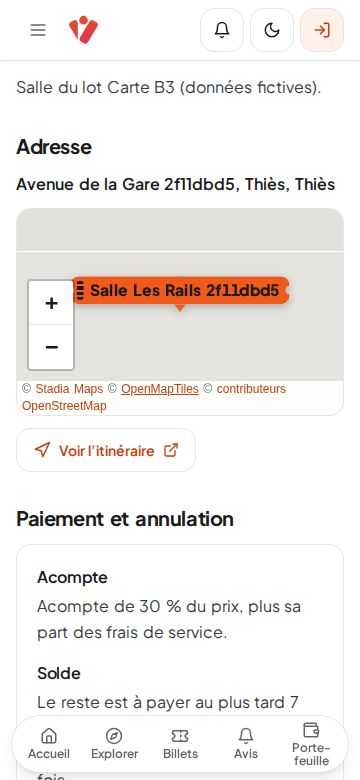 Salle du lot Carte B3 (données fictives).
Adresse
Avenue de la Gare 2f11dbd5, Thiès, Thiès
Salle Les Rails 2f11dbd5
+
−
© Stadia Maps © OpenMapTiles © contributeurs
OpenStreetMap
Voir l’itinéraire
Paiement et annulation
Acompte
Acompte de 30 % du prix, plus sa
part des frais de service.
Solde
Le reste est à payer au plus tard 7
fois
Accueil
Explorer
Billets
Avis
Porte-
feuille